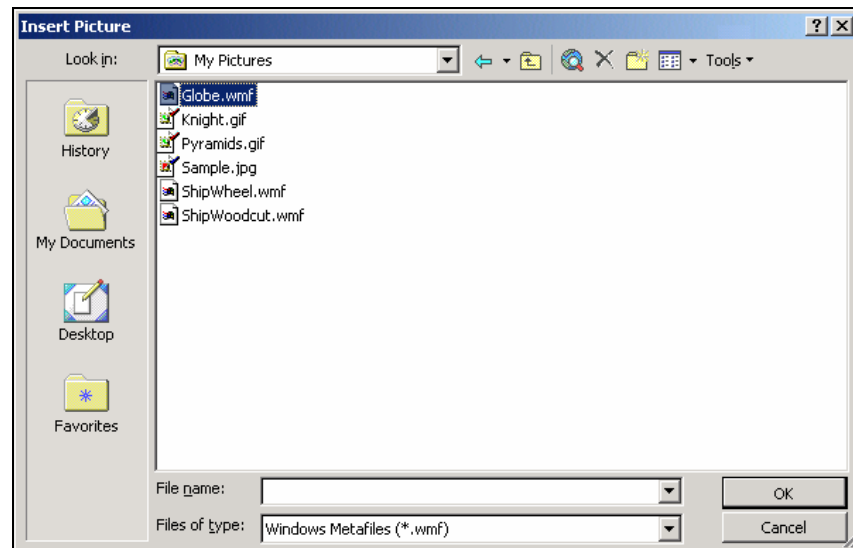 Insert Picture
Look in:
My Pictures
Tools
Globe.wmf
Knight.gif
Pyramids.gif
Sample.jpg
ShipWheel.wmf
ShipWoodcut.wmf
History
My Documents
Desktop
Favorites
File name:
OK
Files of type:
Windows Metafiles (*.wmf)
Cancel